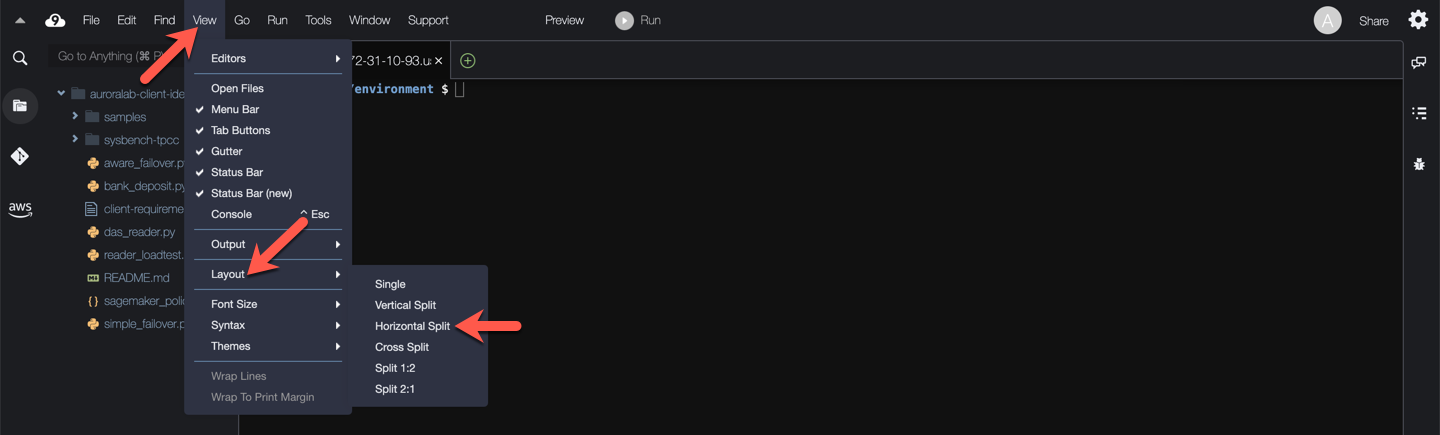 9 File Edit Find View Go Run Tools Window Support Preview Run A Share
Go to Anything (⌘ P)
72-31-10-93.u: ×
/environment $
auroralab-client-ide
samples
sysbench-tpcc
aware_failover.py
bank_deposit.py
client-requireme
das_reader.py
reader_loadtest.
README.md
sagemaker_polic
simple_failover.p
aws
Editors
Open Files
Menu Bar
Tab Buttons
Gutter
Status Bar
Status Bar (new)
Console ^ Esc
Output
Layout
Font Size
Syntax
Themes
Wrap Lines
Wrap To Print Margin
Single
Vertical Split
Horizontal Split
Cross Split
Split 1:2
Split 2:1